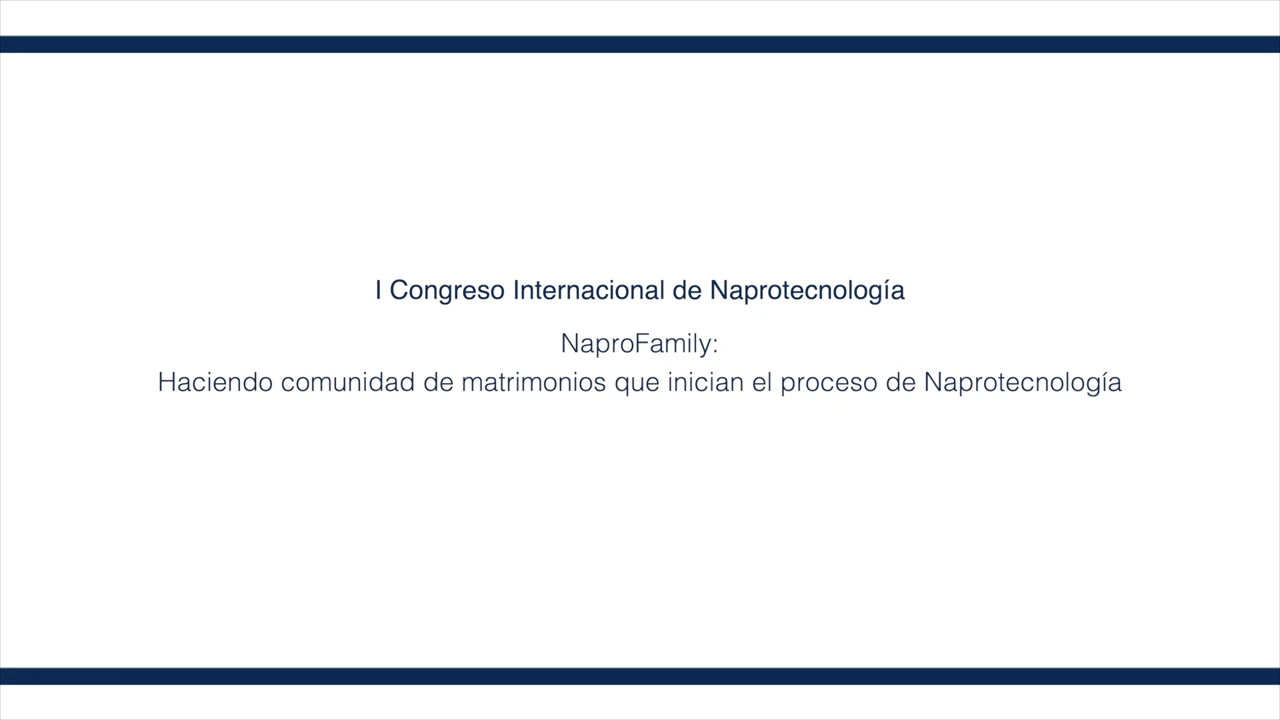 I Congreso Internacional de Naprotecnología
NaproFamily:
Haciendo comunidad de matrimonios que inician el proceso de Naprotecnología